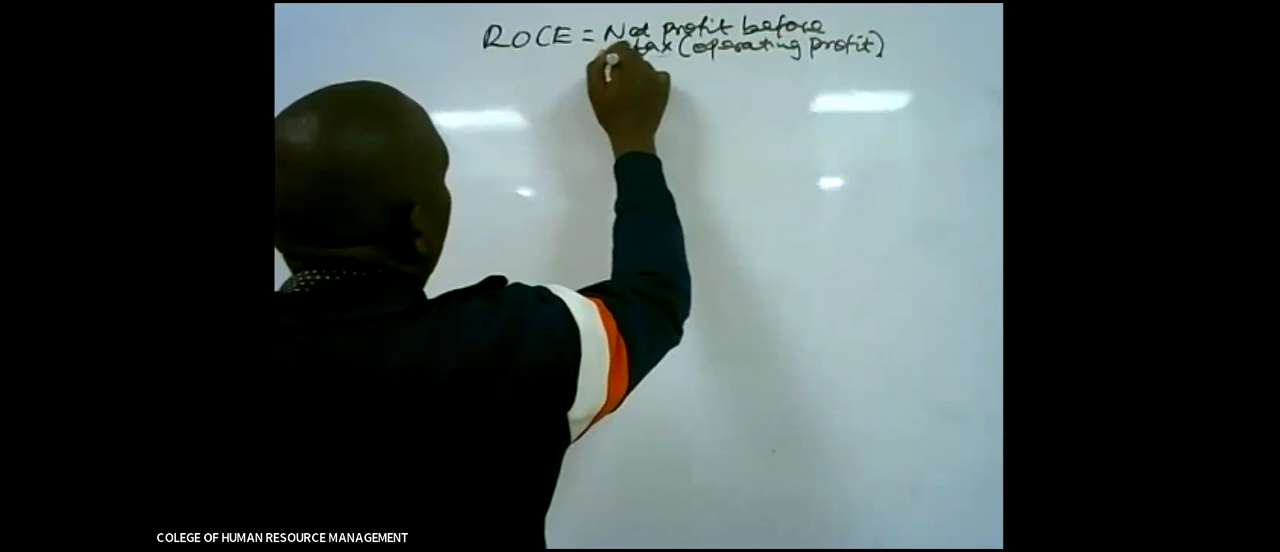 ROCE = Net profit before
tax (operating profit)
COLEGE OF HUMAN RESOURCE MANAGEMENT